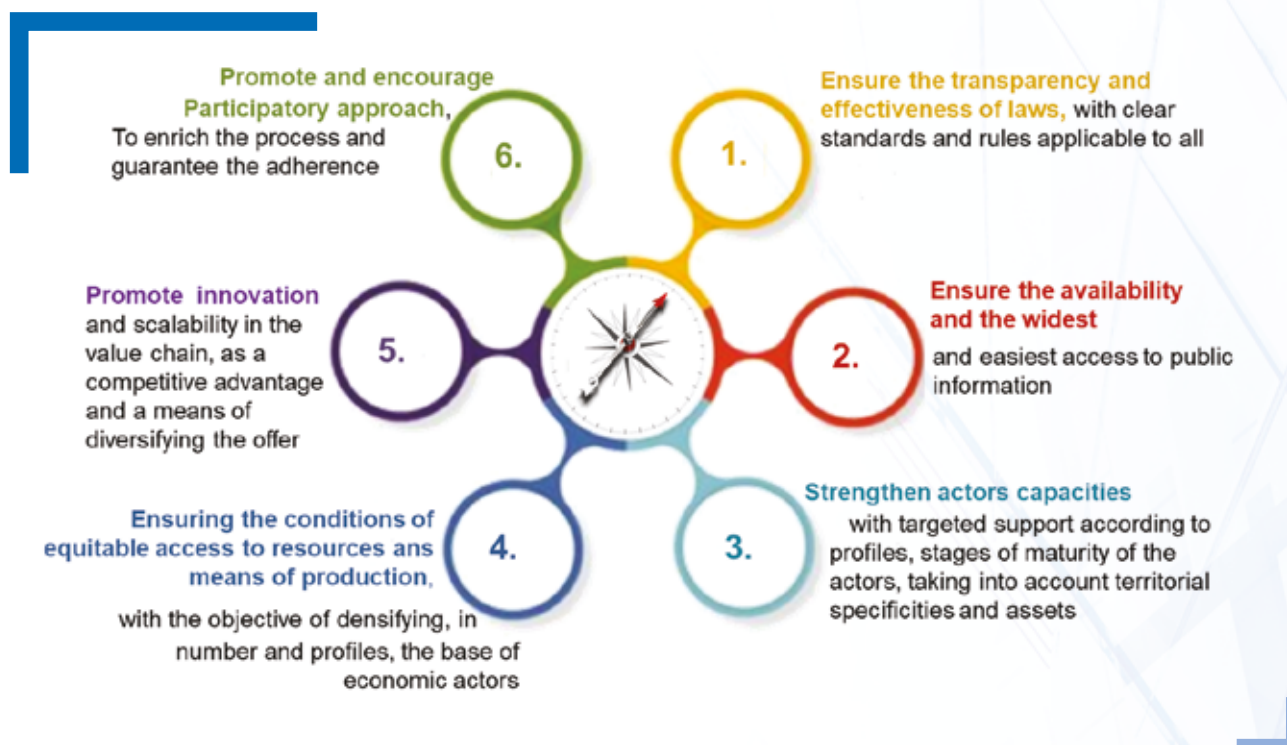 1.
Ensure the transparency and
effectiveness of laws, with clear
standards and rules applicable to all
2.
Ensure the availability
and the widest
and easiest access to public
information
3.
Strengthen actors capacities
with targeted support according to
profiles, stages of maturity of the
actors, taking into account territorial
specificities and assets
4.
Ensuring the conditions of
equitable access to resources ans
means of production,
with the objective of densifying, in
number and profiles, the base of
economic actors
5.
Promote innovation
and scalability in the
value chain, as a
competitive advantage
and a means of
diversifying the offer
6.
Promote and encourage
Participatory approach,
To enrich the process and
guarantee the adherence